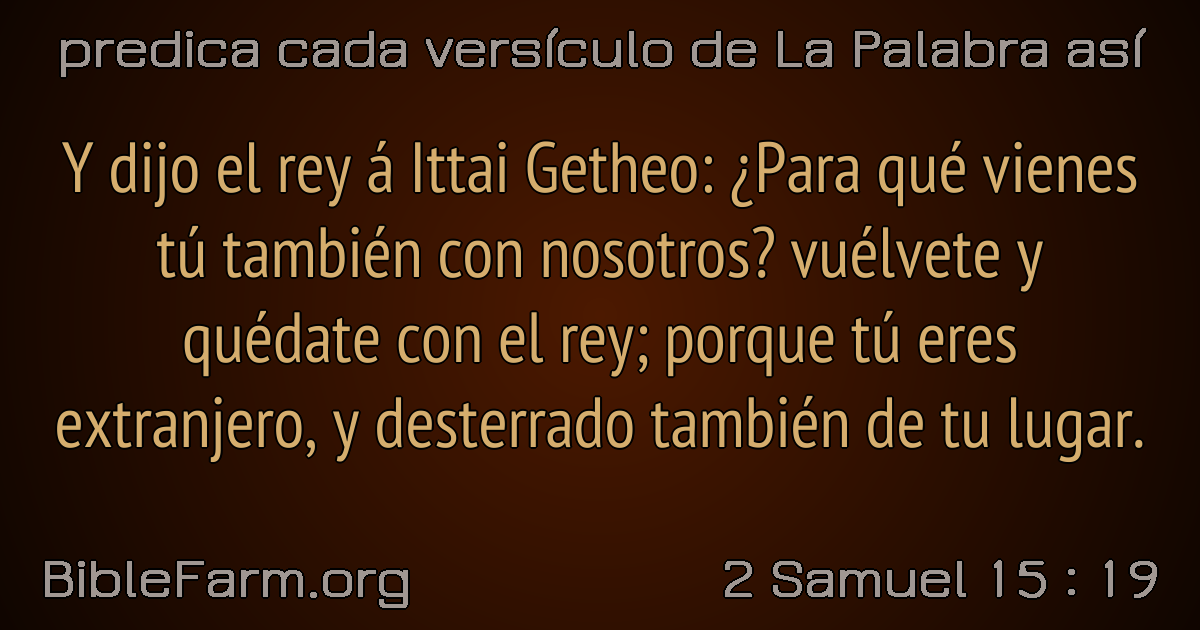 predica cada versículo de La Palabra así
Y dijo el rey á Ittai Getheo: ¿Para qué vienes
tú también con nosotros? vuélvete y
quédate con el rey; porque tú eres
extranjero, y desterrado también de tu lugar.
BibleFarm.org
2 Samuel 15 : 19